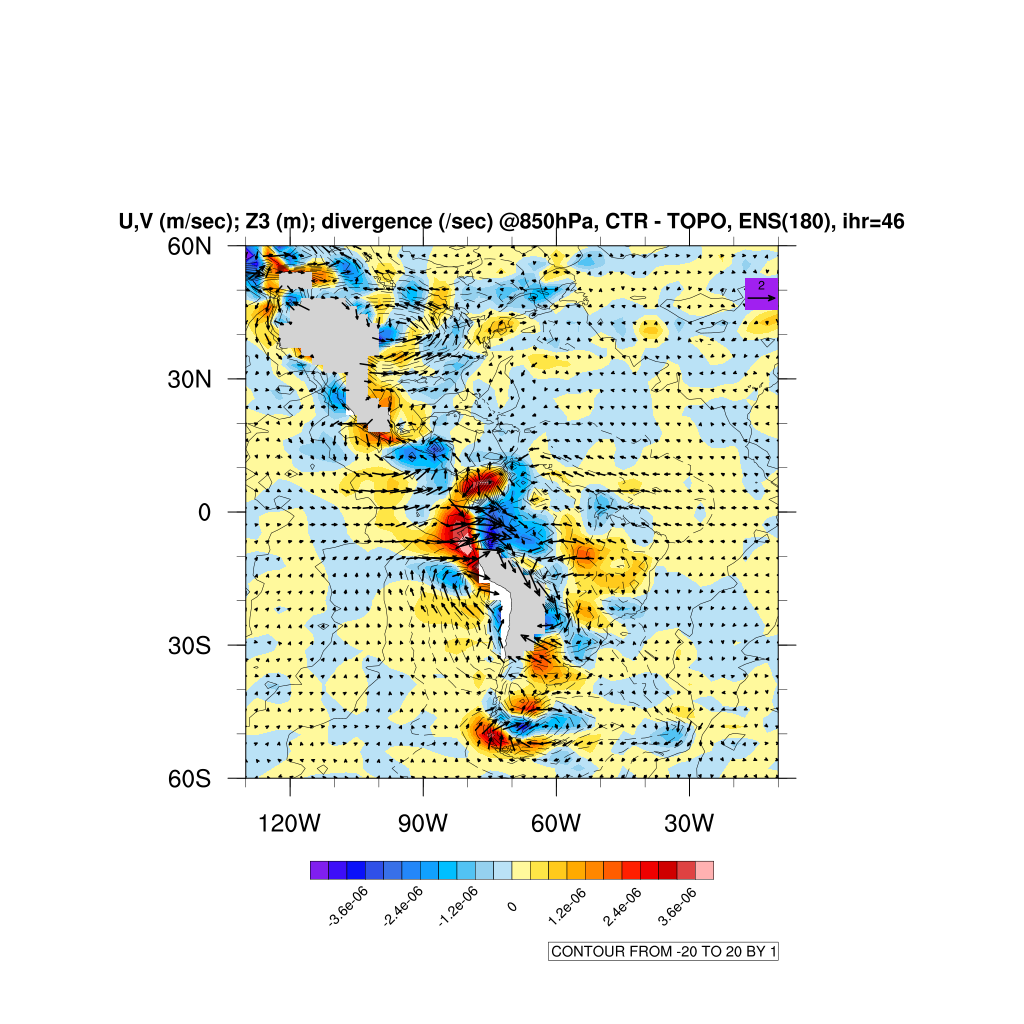 U,V (m/sec); Z3 (m); divergence (/sec) @850hPa, CTR - TOPO, ENS(180), ihr=46
60N
2
30N
0
30S
60S
120W 90W 60W 30W
-3.6e-06 -2.4e-06 -1.2e-06 0 1.2e-06 2.4e-06 3.6e-06
CONTOUR FROM -20 TO 20 BY 1